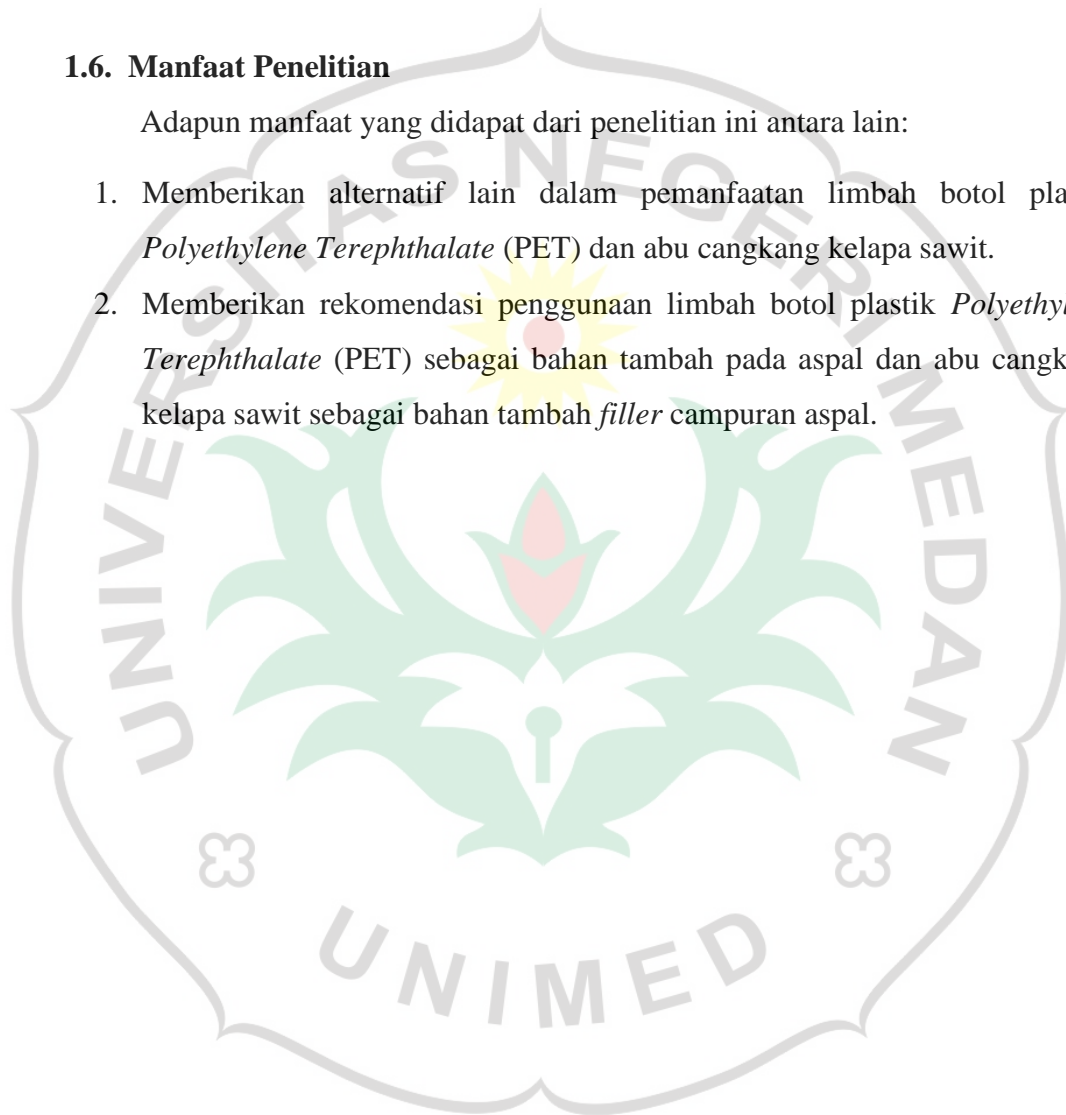 1.6. Manfaat Penelitian
Adapun manfaat yang didapat dari penelitian ini antara lain:
1. Memberikan alternatif lain dalam pemanfaatan limbah botol pla
Polyethylene Terephthalate (PET) dan abu cangkang kelapa sawit.
2. Memberikan rekomendasi penggunaan limbah botol plastik Polyethyl
Terephthalate (PET) sebagai bahan tambah pada aspal dan abu cangk
kelapa sawit sebagai bahan tambah filler campuran aspal.
UNIVERSITAS NEGERI MEDAN
UNIMED